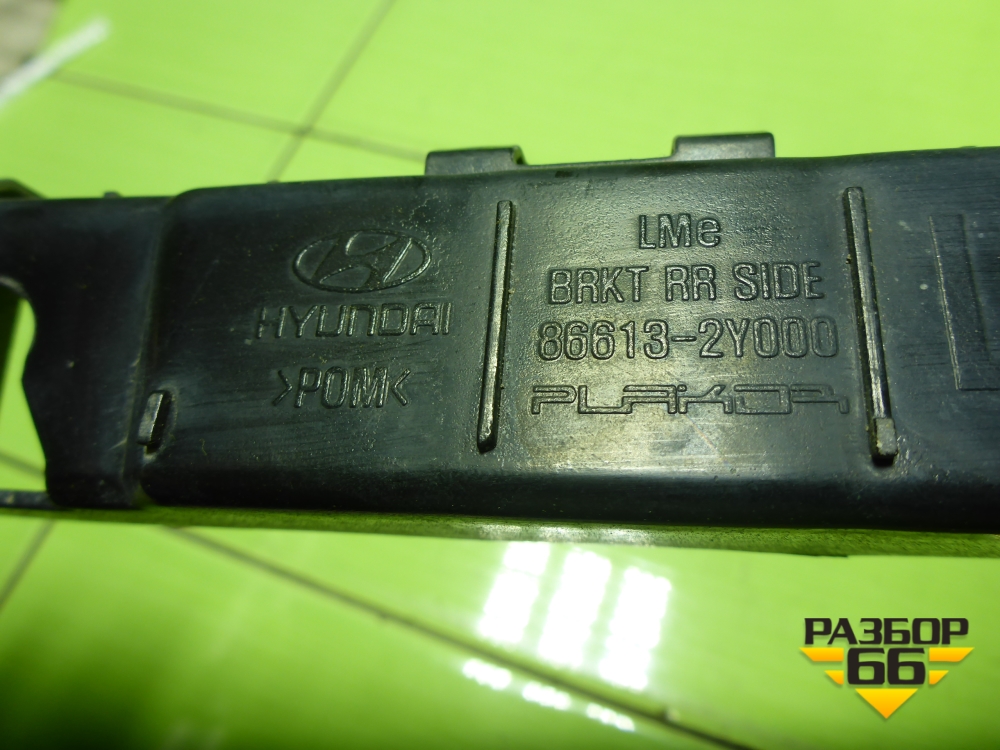 HYUNDAI
>POM<
LMe
BRKT RR SIDE
86613-2Y000
PLAKOR
РАЗБОР
66